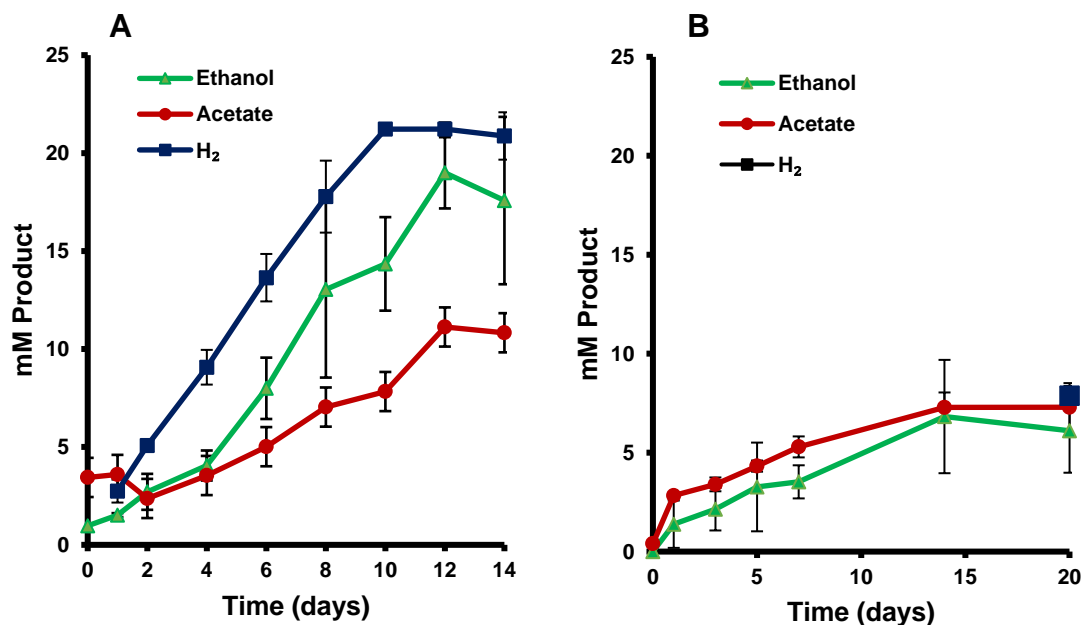 A
25
20
15
10
5
0
mM Product
Ethanol
Acetate
H₂
0 2 4 6 8 10 12 14
Time (days)
B
25
20
15
10
5
0
mM Product
Ethanol
Acetate
H₂
0 5 10 15 20
Time (days)